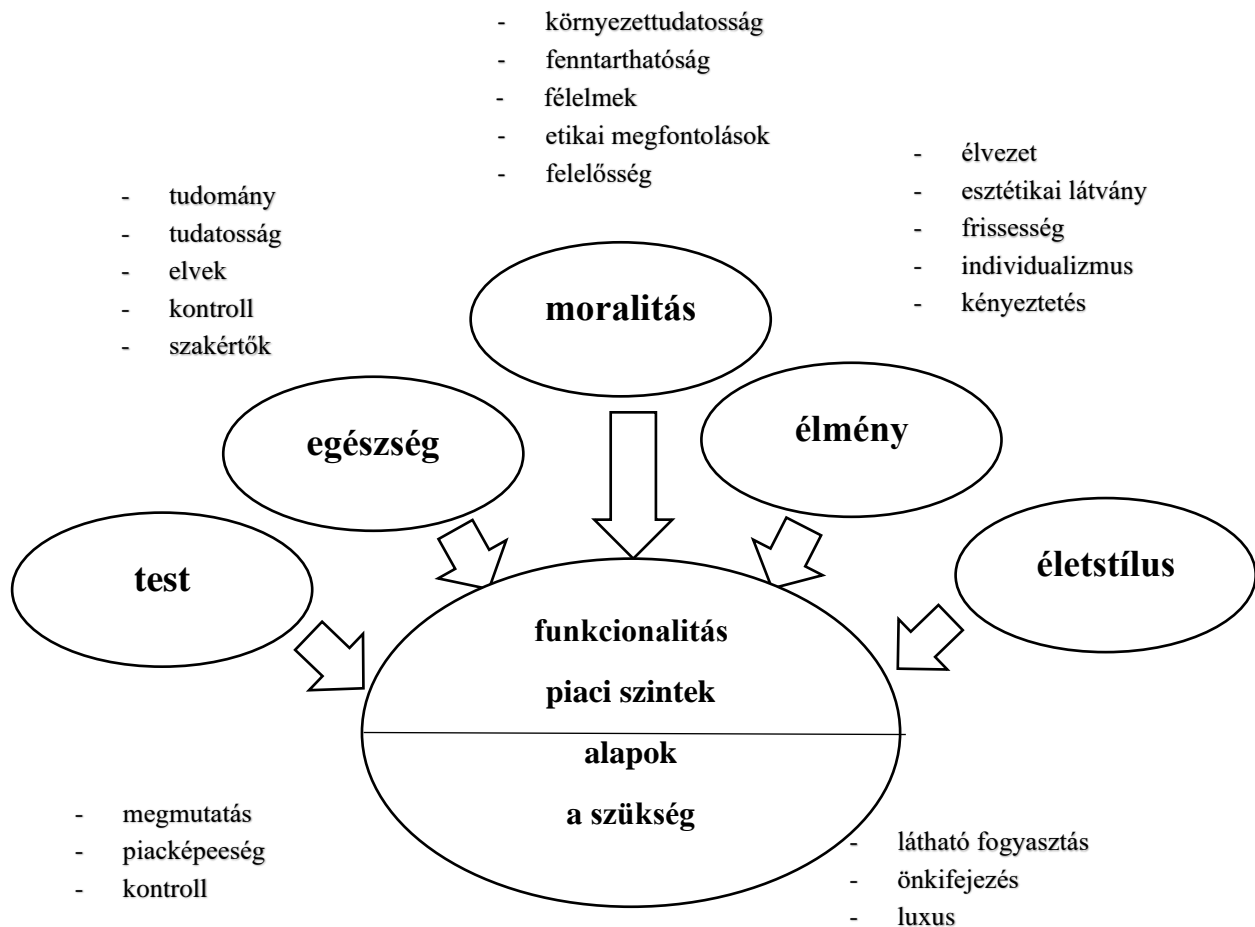 - környezettudatosság
- fenntarthatóság
- félelmek
- etikai megfontolások
- felelősség
- élvezet
- esztétikai látvány
- frissesség
- individualizmus
- kényeztetés
- tudomány
- tudatosság
- elvek
- kontroll
- szakértők
moralitás
egészség
élmény
test
életstílus
funkcionalitás
piaci szintek
alapok
a szükség
- megmutatás
- piacképeeség
- kontroll
- látható fogyasztás
- önkifejezés
- luxus